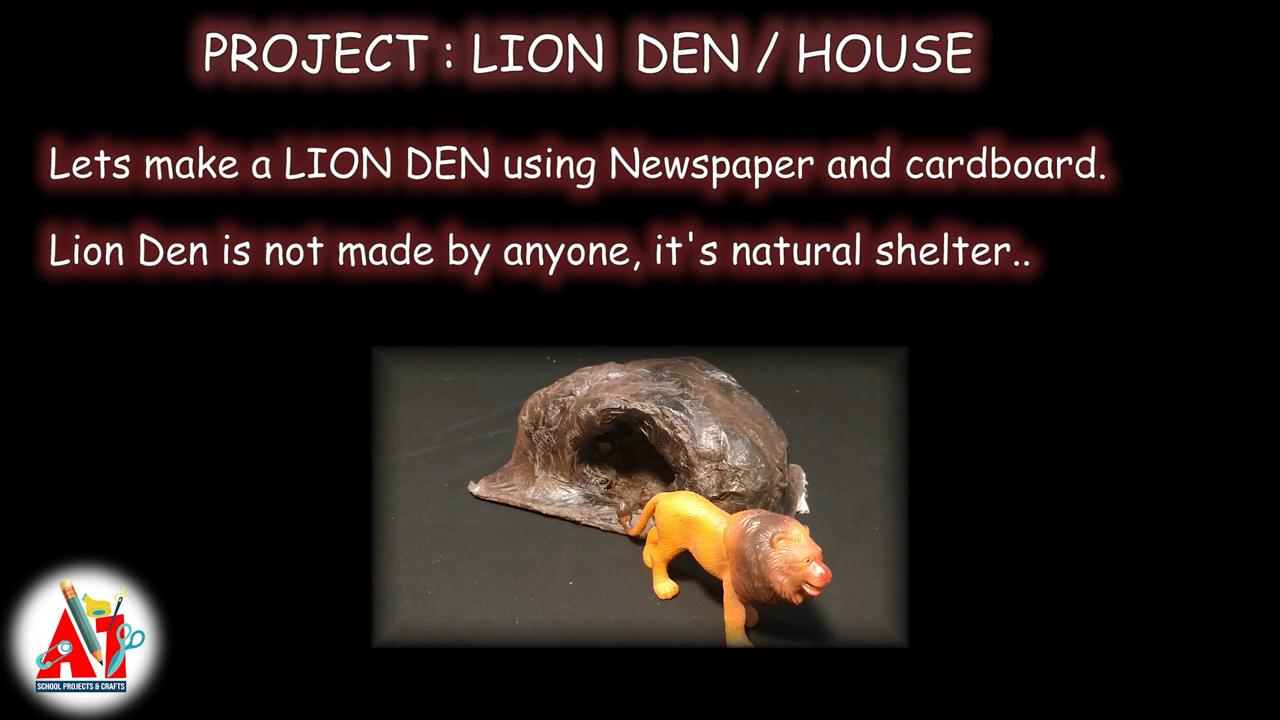 PROJECT : LION DEN / HOUSE
Lets make a LION DEN using Newspaper and cardboard.
Lion Den is not made by anyone, it's natural shelter..
A1
SCHOOL PROJECTS & CRAFTS